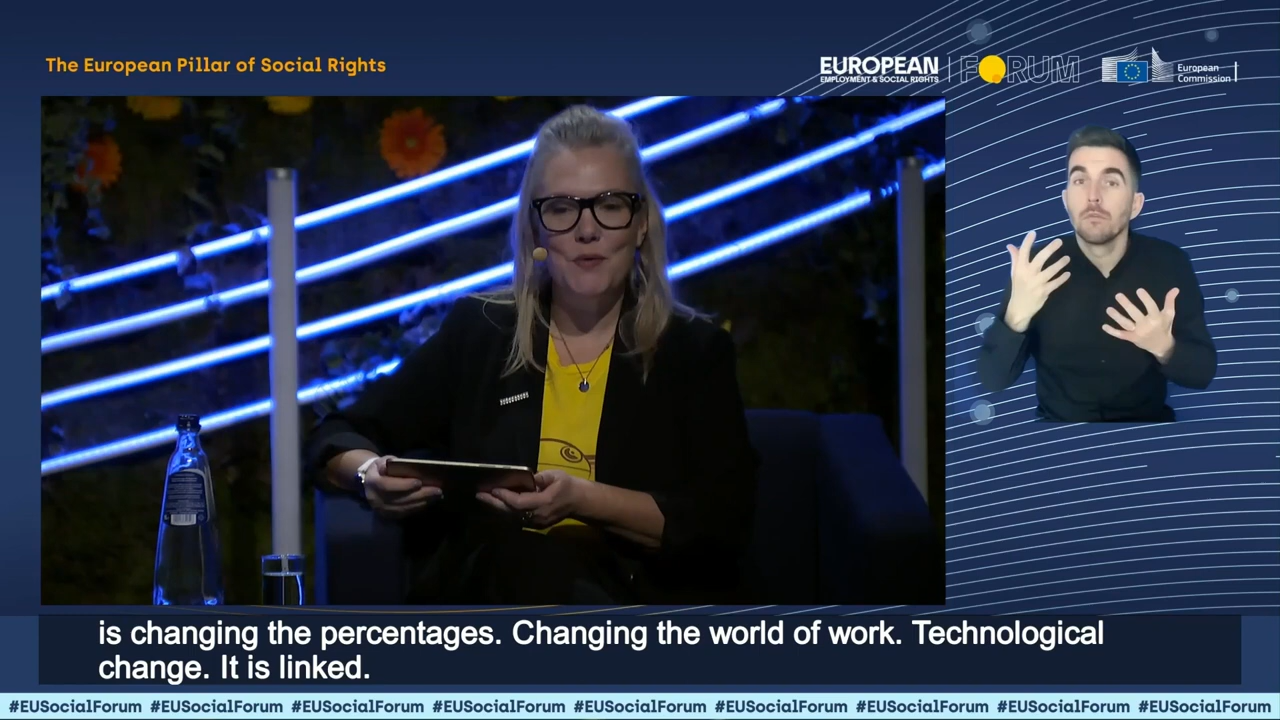 The European Pillar of Social Rights
EUROPEAN
EMPLOYMENT & SOCIAL RIGHTS
FORUM
European
Commission
is changing the percentages. Changing the world of work. Technological
change. It is linked.
#EUSocialForum #EUSocialForum #EUSocialForum #EUSocialForum #EUSocialForum #EUSocialForum #EUSocialForum #EUSocialForum #EUSocialForum